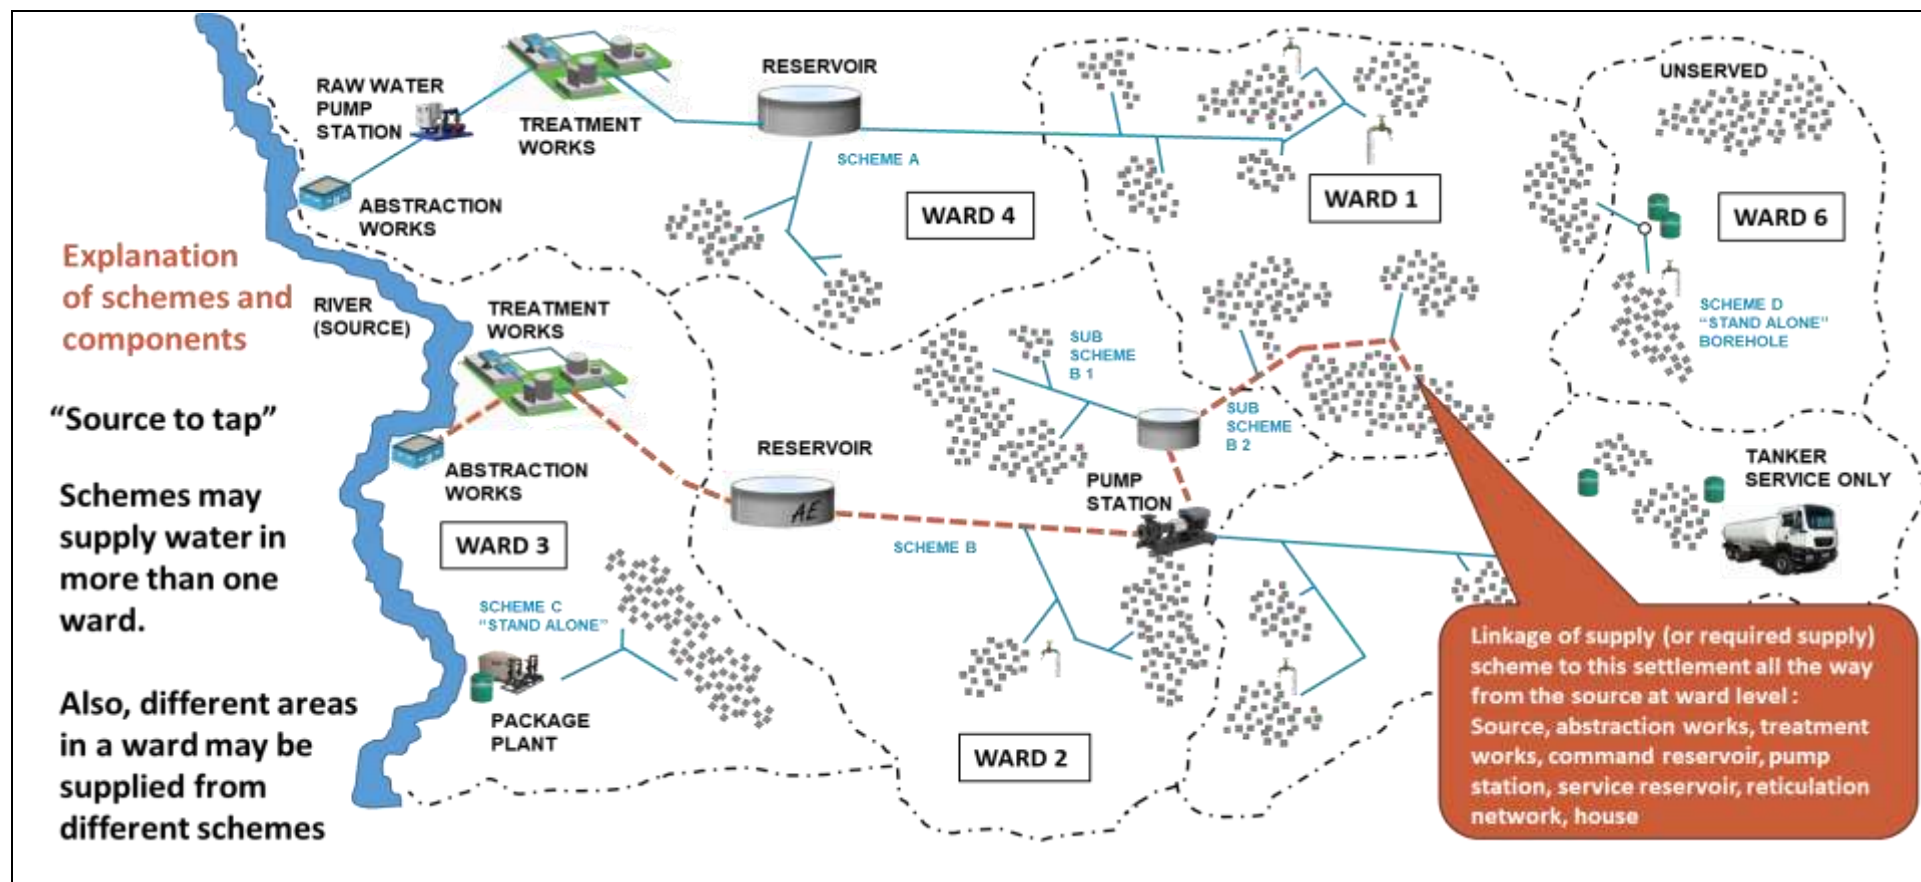 RAW WATER
PUMP
STATION
TREATMENT
WORKS
RESERVOIR
SCHEME A
ABSTRACTION
WORKS
WARD 4
WARD 1
UNSERVED
WARD 6
SCHEME D
“STAND ALONE”
BOREHOLE
Explanation
of schemes and
components
RIVER
(SOURCE)
TREATMENT
WORKS
SUB
SCHEME
B 1
SUB
SCHEME
B 2
“Source to tap”
ABSTRACTION
WORKS
RESERVOIR
AE
PUMP
STATION
TANKER
SERVICE ONLY
Schemes may
supply water in
more than one
ward.
WARD 3
SCHEME B
SCHEME C
“STAND ALONE”
PACKAGE
PLANT
WARD 2
Also, different areas
in a ward may be
supplied from
different schemes
Linkage of supply (or required supply)
scheme to this settlement all the way
from the source at ward level :
Source, abstraction works, treatment
works, command reservoir, pump
station, service reservoir, reticulation
network, house